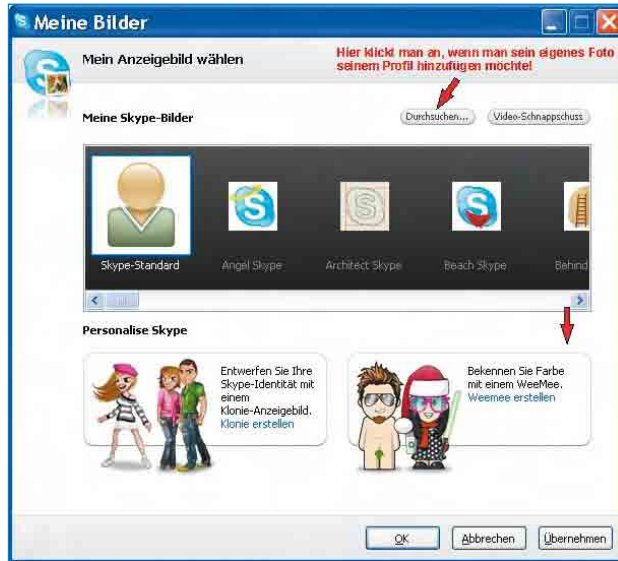 Meine Bilder
Mein Anzeigebild wählen
Hier klickt man an, wenn man sein eigenes Foto
seinem Profil hinzufügen möchte!
Meine Skype-Bilder
Durchsuchen...
Video-Schnappschuss
Skype-Standard
Angel Skype
Architect Skype
Beach Skype
Behind
Personalise Skype
Entwerfen Sie Ihre
Skype-Identität mit
einem
Klonie-Anzeigebild.
Klonie erstellen
Bekennen Sie Farbe
mit einem WeeMee.
Weemee erstellen
OK
Abbrechen
Übernehmen